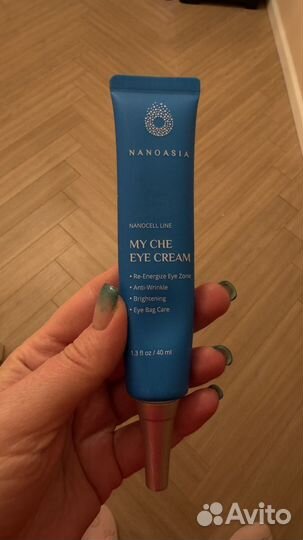 NANOASIA
NANOCELL LINE
MY CHE
EYE CREAM
• Re-Energize Eye Zone
• Anti-Wrinkle
• Brightening
• Eye Bag Care
1.3 fl oz / 40 ml
Avito